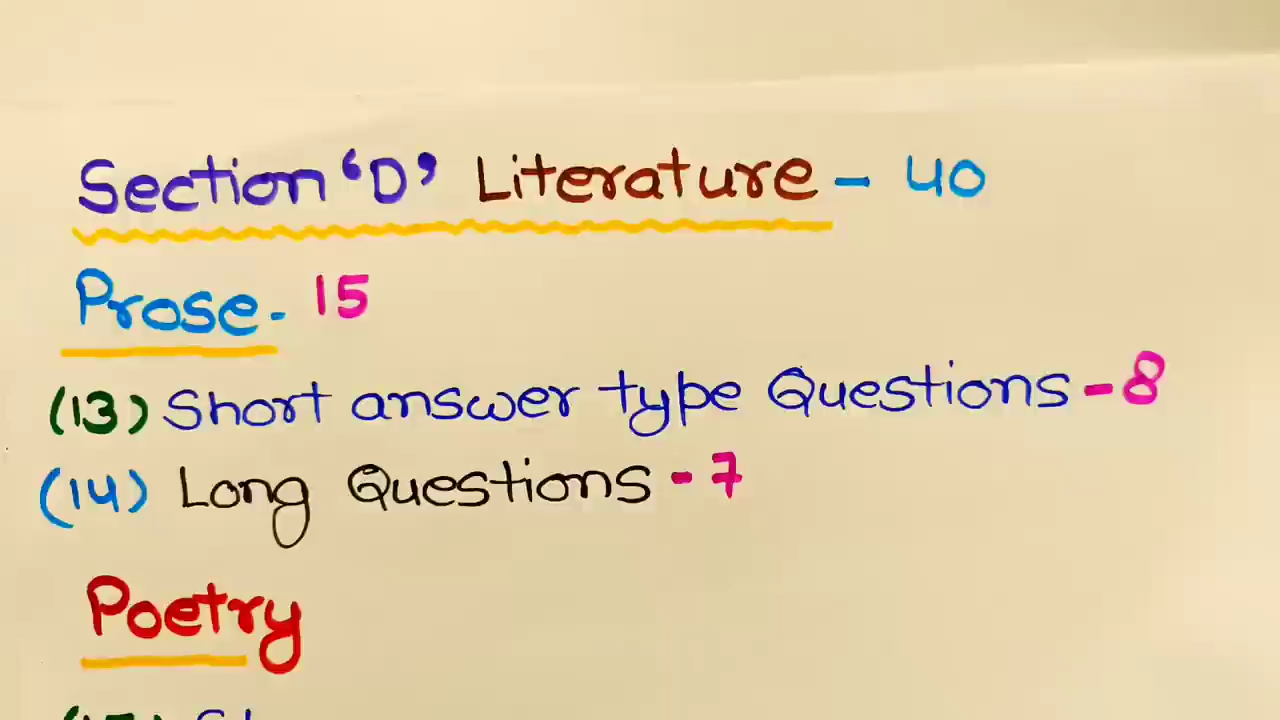 Section 'D' Literature - 40
Prose - 15
(13) Short answer type Questions - 8
(14) Long Questions - 7
Poetry